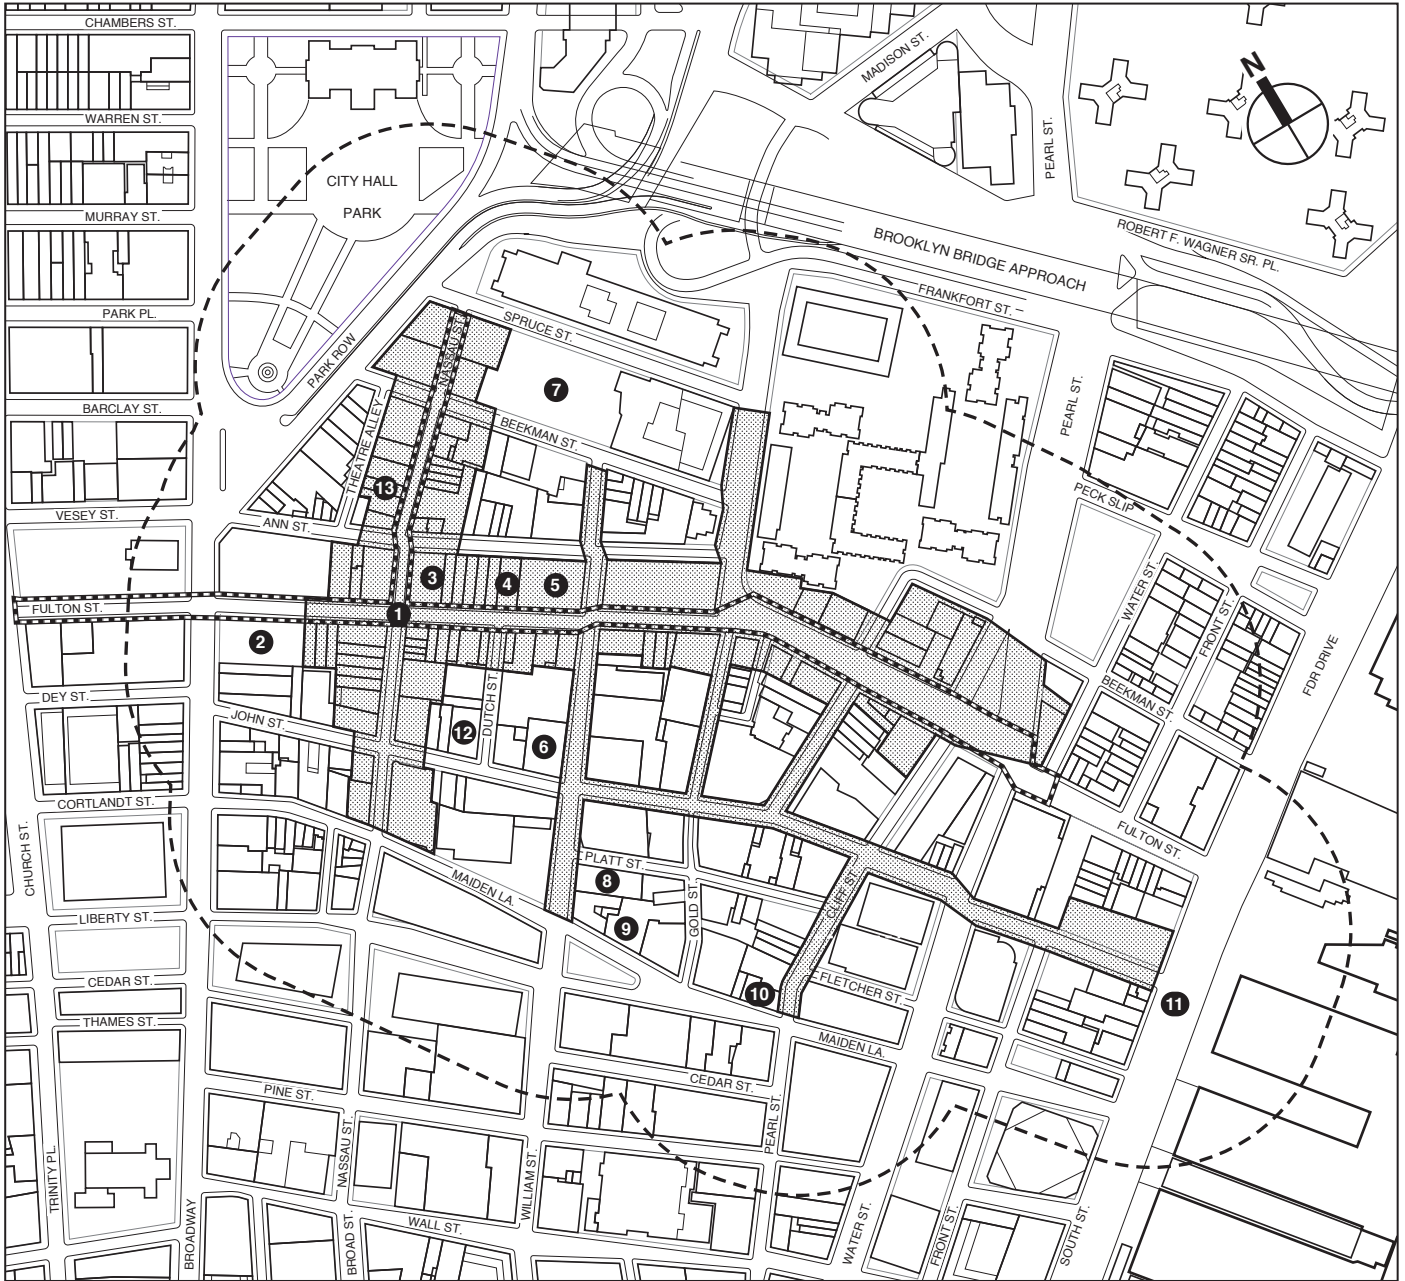 CHAMBERS ST.
MADISON ST.
N
WARREN ST.
PEARL ST.
CITY HALL
PARK
MURRAY ST.
ROBERT F. WAGNER SR. PL.
BROOKLYN BRIDGE APPROACH
FRANKFORT ST.
PARK PL.
SPRUCE ST.
NASSAU ST.
PARK ROW
7
PEARL ST.
BARCLAY ST.
THEATRE ALLEY
BEEKMAN ST.
13
PECK SLIP
VESEY ST.
ANN ST.
3
4
5
WATER ST.
FULTON ST.
1
FRONT ST.
2
FDR DRIVE
DEY ST.
BEEKMAN ST.
JOHN ST.
DUTCH ST.
12
6
CORTLANDT ST.
FULTON ST.
CHURCH ST.
PLATT ST.
MAIDEN LA.
8
CLIFF ST.
GOLD ST.
LIBERTY ST.
9
CEDAR ST.
FLETCHER ST.
10
11
THAMES ST.
MAIDEN LA.
CEDAR ST.
PINE ST.
PEARL ST.
NASSAU ST.
TRINITY PL.
WILLIAM ST.
BROADWAY
BROAD ST.
WALL ST.
WATER ST.
FRONT ST.
SOUTH ST.